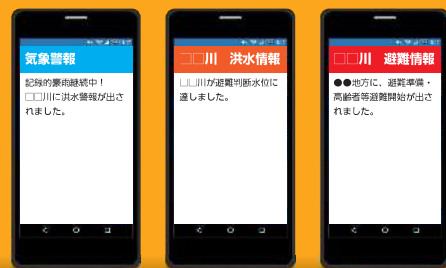 気象警報
記録的豪雨継続中！
□□川に洪水警報が出さ
れました。
□□川 洪水情報
□□川が避難判断水位に
達しました。
□□川 避難情報
●●地方に、避難準備・
高齢者等避難開始が出さ
れました。